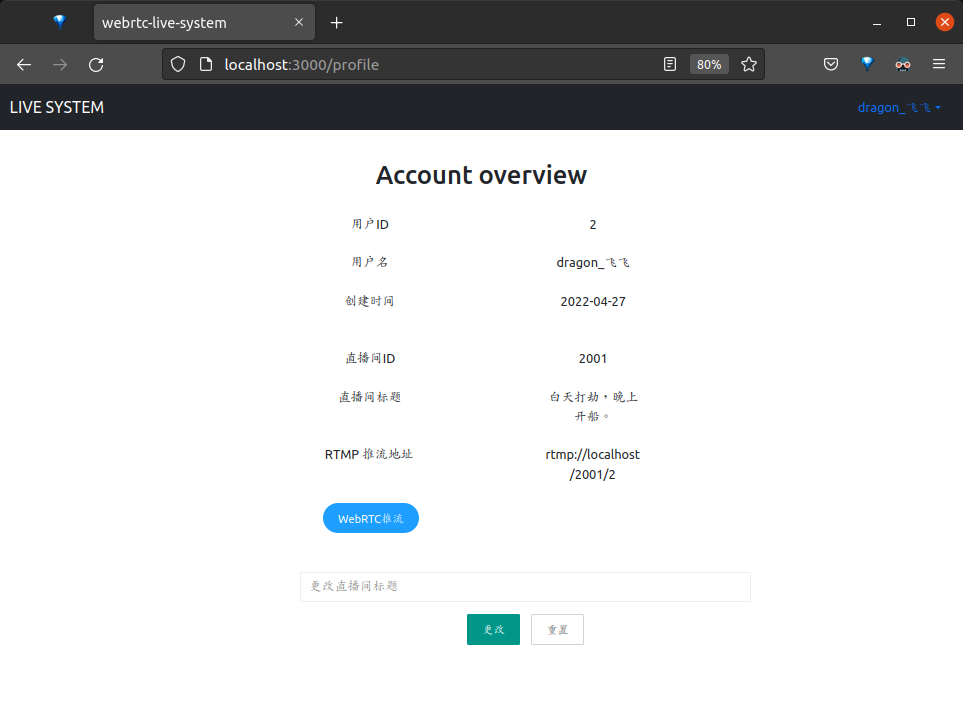 webrtc-live-system
localhost:3000/profile
80%
LIVE SYSTEM
dragon_飞飞
Account overview
用户ID
2
用户名
dragon_飞飞
创建时间
2022-04-27
直播间ID
2001
直播间标题
白天打劫，晚上
开船。
RTMP 推流地址
rtmp://localhost
/2001/2
WebRTC推流
更改直播间标题
更改
重置